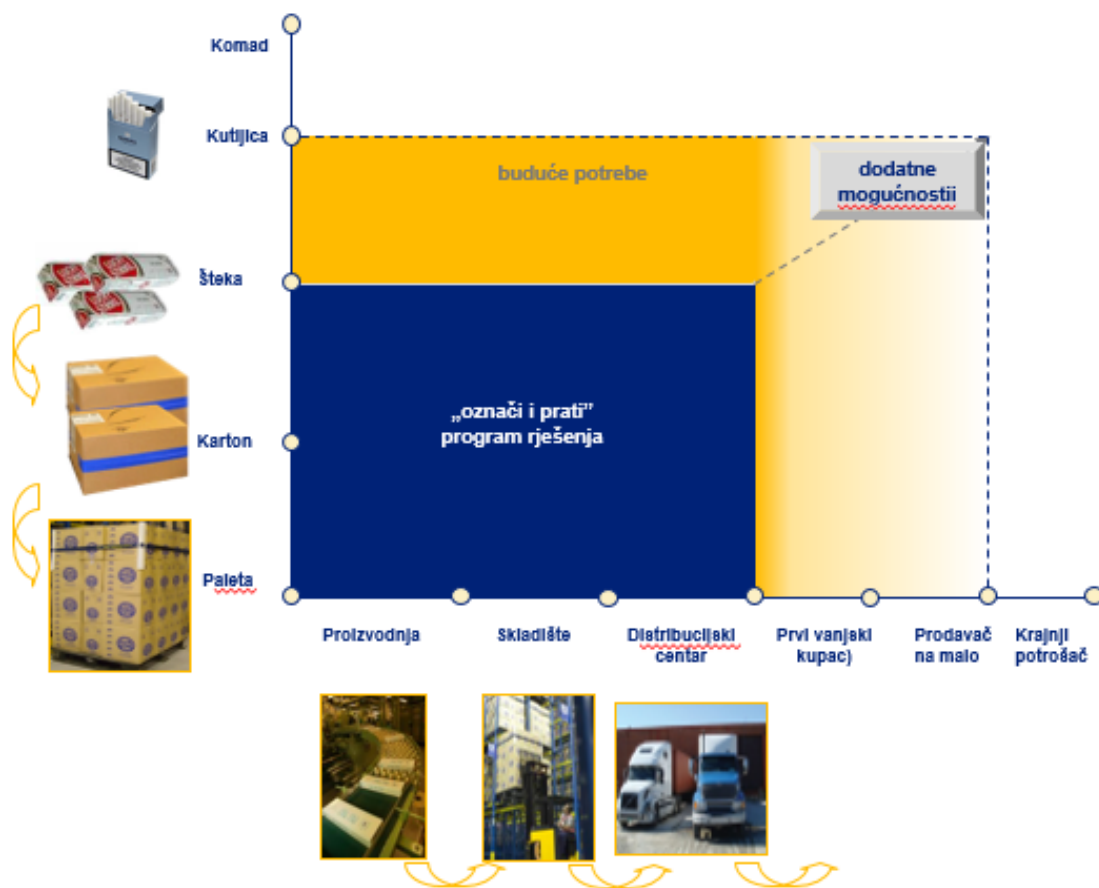 Komad
Kutijica
buduće potrebe
dodatne
mogućnostii
Šteka
„označi i prati”
program rješenja
Karton
Paleta
Proizvodnja
Skladište
Distribucijski
centar
Prvi vanjski
kupac)
Prodavač
na malo
Krajnji
potrošač